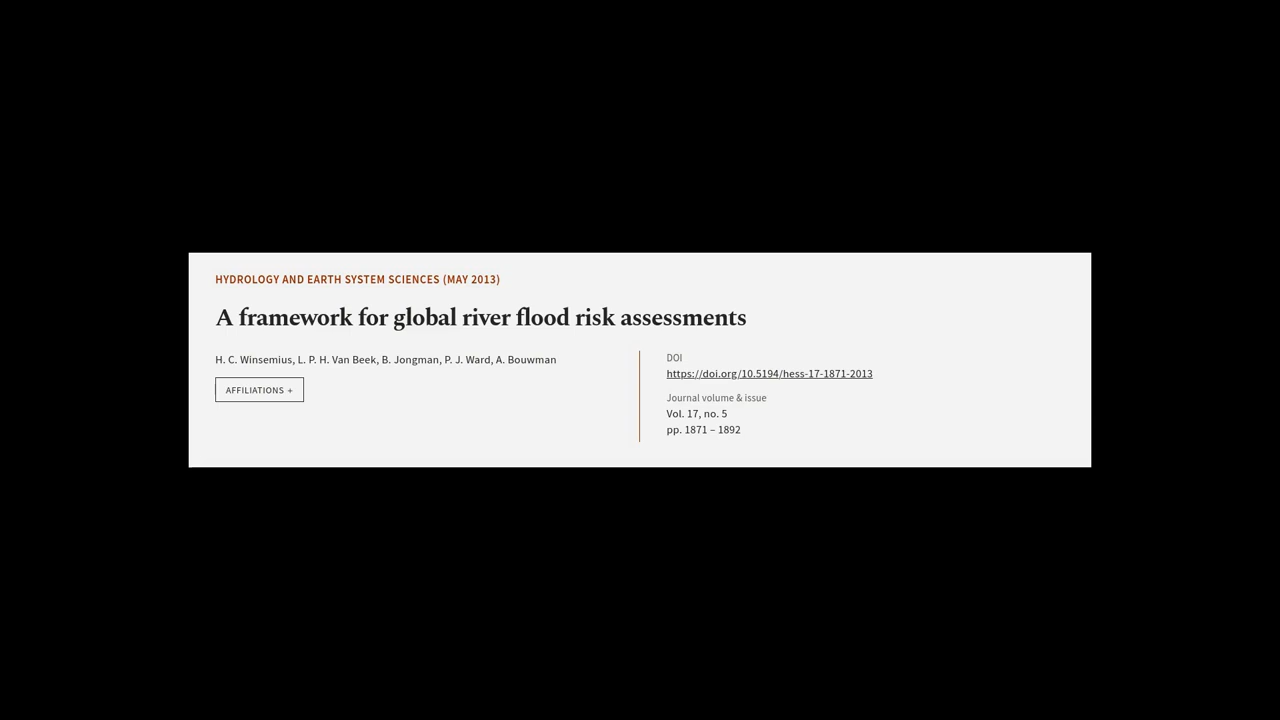 HYDROLOGY AND EARTH SYSTEM SCIENCES (MAY 2013)
A framework for global river flood risk assessments
H. C. Winsemius, L. P. H. Van Beek, B. Jongman, P. J. Ward, A. Bouwman
AFFILIATIONS +
DOI
https://doi.org/10.5194/hess-17-1871-2013
Journal volume & issue
Vol. 17, no. 5
pp. 1871 – 1892